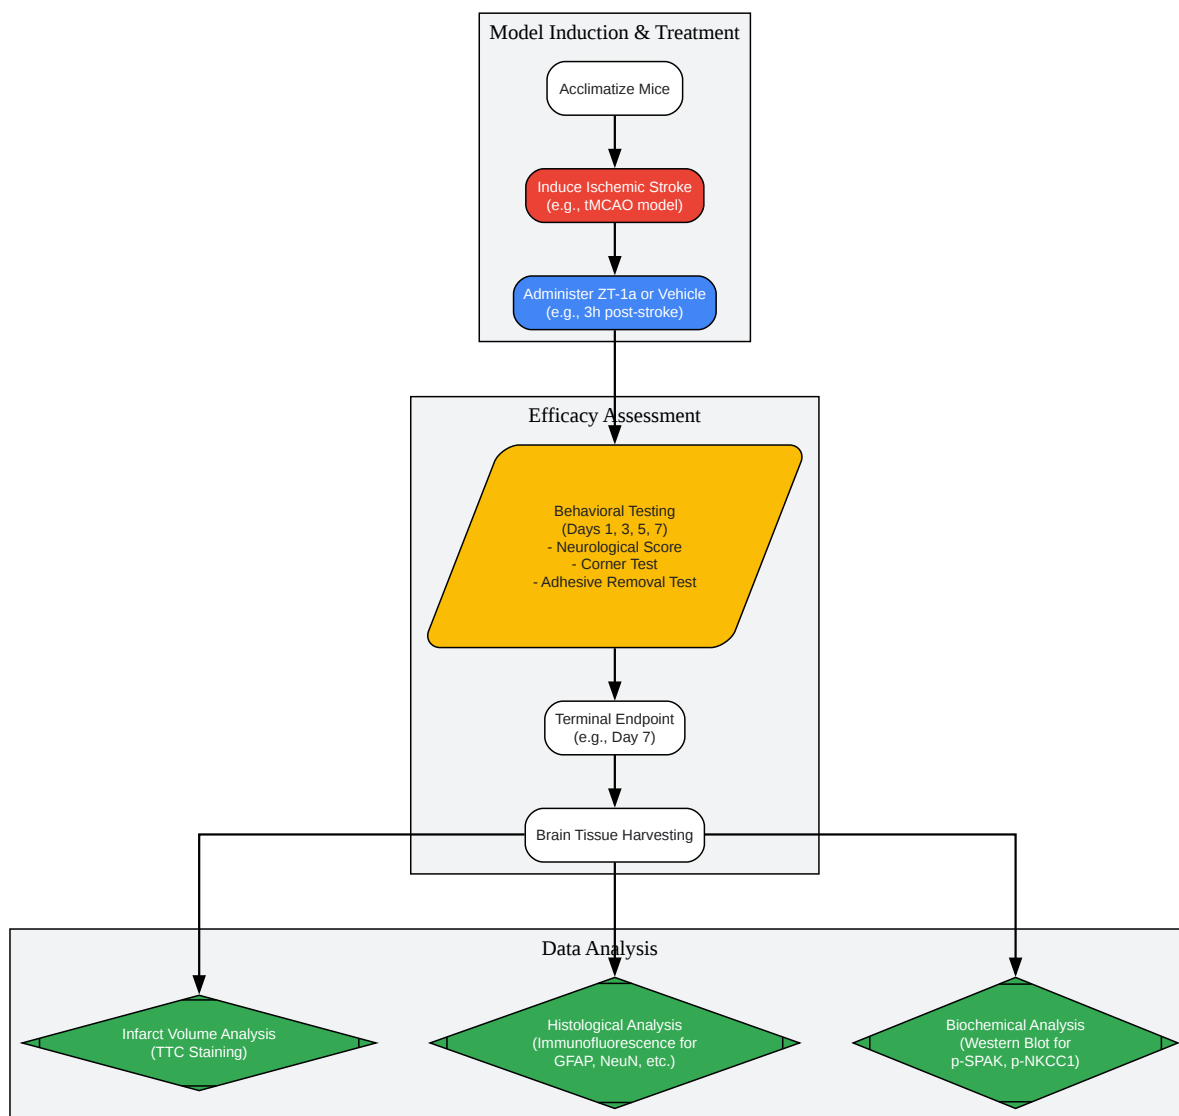 Model Induction & Treatment
Acclimatize Mice
Induce Ischemic Stroke
(e.g., tMCAO model)
Administer ZT-1a or Vehicle
(e.g., 3h post-stroke)
Efficacy Assessment
Behavioral Testing
(Days 1, 3, 5, 7)
- Neurological Score
- Corner Test
- Adhesive Removal Test
Terminal Endpoint
(e.g., Day 7)
Brain Tissue Harvesting
Data Analysis
Infarct Volume Analysis
(TTC Staining)
Histological Analysis
(Immunofluorescence for
GFAP, NeuN, etc.)
Biochemical Analysis
(Western Blot for
p-SPAK, p-NKCC1)